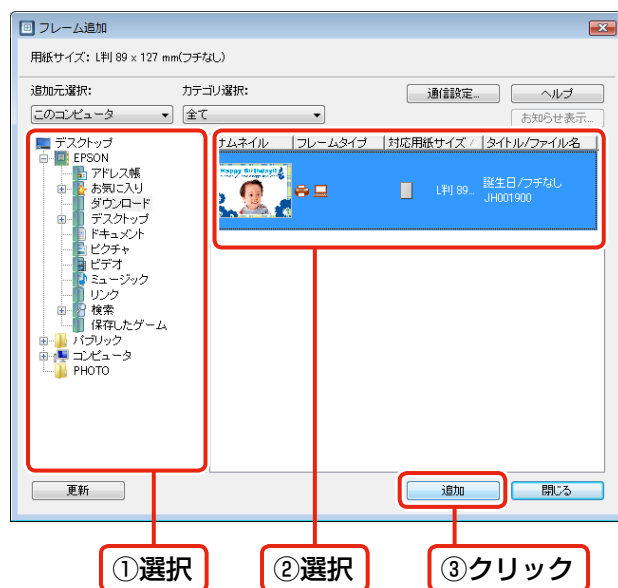 フレーム追加
用紙サイズ: L判 89 x 127 mm(フチなし)
追加元選択: カテゴリ選択: 通信設定... ヘルプ
このコンピュータ 全て お知らせ表示...
デスクトップ
EPSON
アドレス帳
お気に入り
ダウンロード
デスクトップ
ドキュメント
ピクチャ
ビデオ
ミュージック
リンク
検索
保存したゲーム
パブリック
コンピュータ
PHOTO
サムネイル フレームタイプ 対応用紙サイズ タイトル/ファイル名
Happy Birthday!!
L判 89... 誕生日/フチなし
JH001900
更新 追加 閉じる
①選択 ②選択 ③クリック